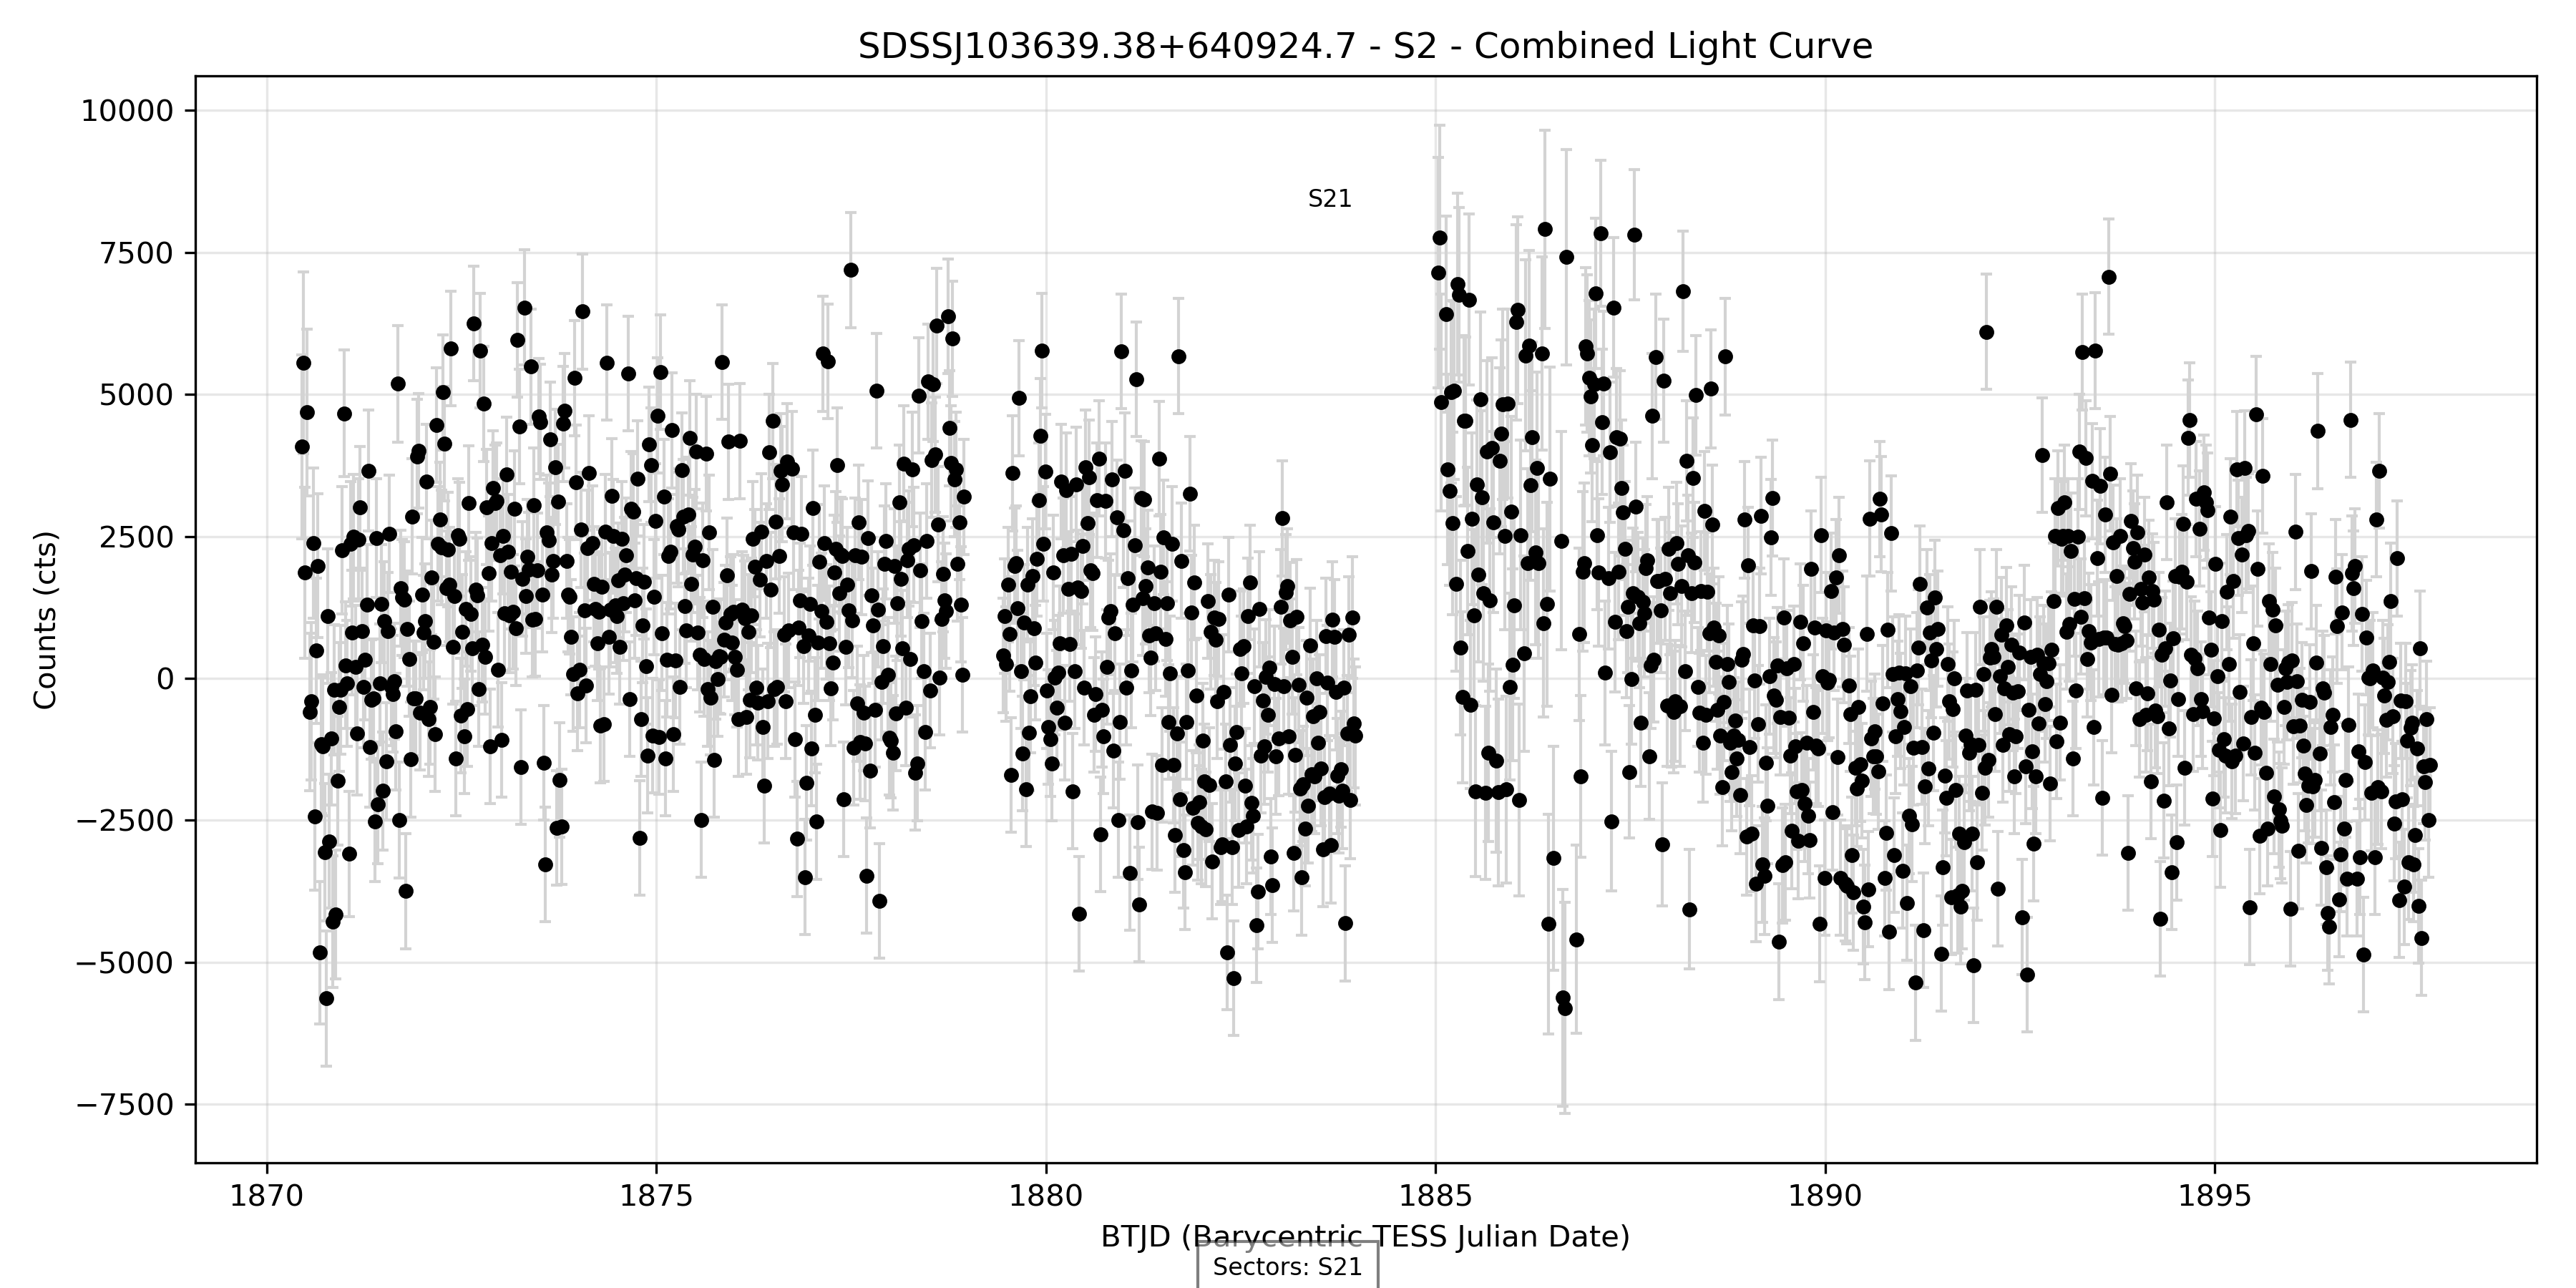 SDSSJ103639.38+640924.7 - S2 - Combined Light Curve
10000
7500
5000
2500
0
−2500
−5000
−7500
Counts (cts)
S21
1870
1875
1880
1885
1890
1895
BTJD (Barycentric TESS Julian Date)
Sectors: S21